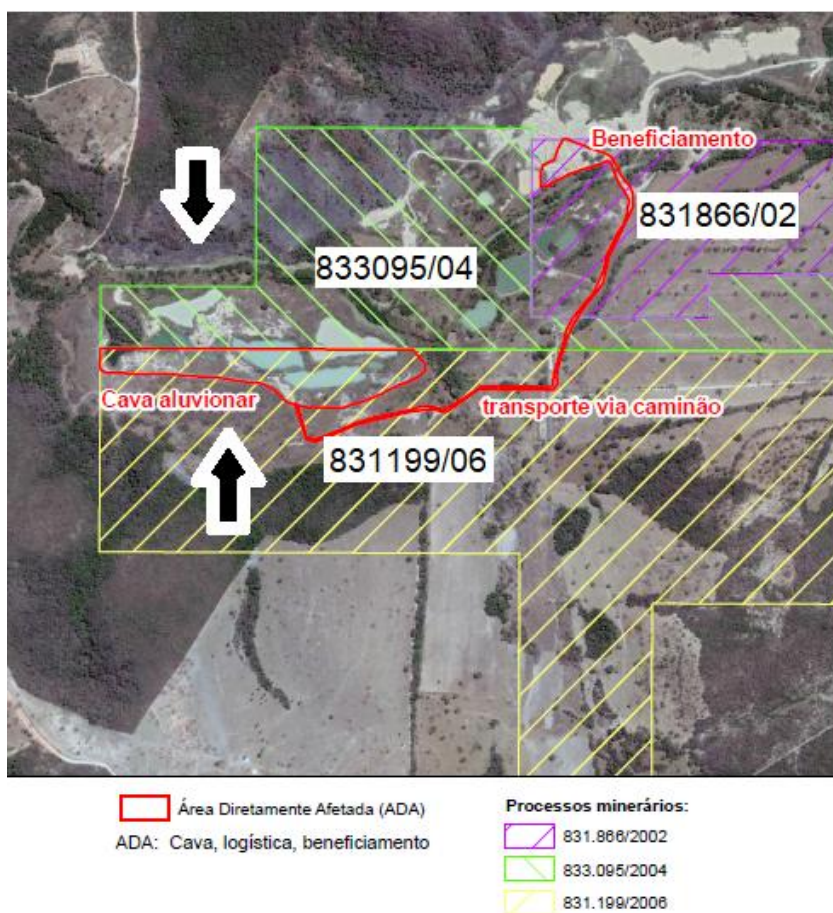 Beneficiamento
831866/02
833095/04
Cava aluvionar
transporte via caminão
831199/06
Área Diretamente Afetada (ADA)
ADA: Cava, logística, beneficiamento
Processos minerários:
831.866/2002
833.095/2004
831.199/2006